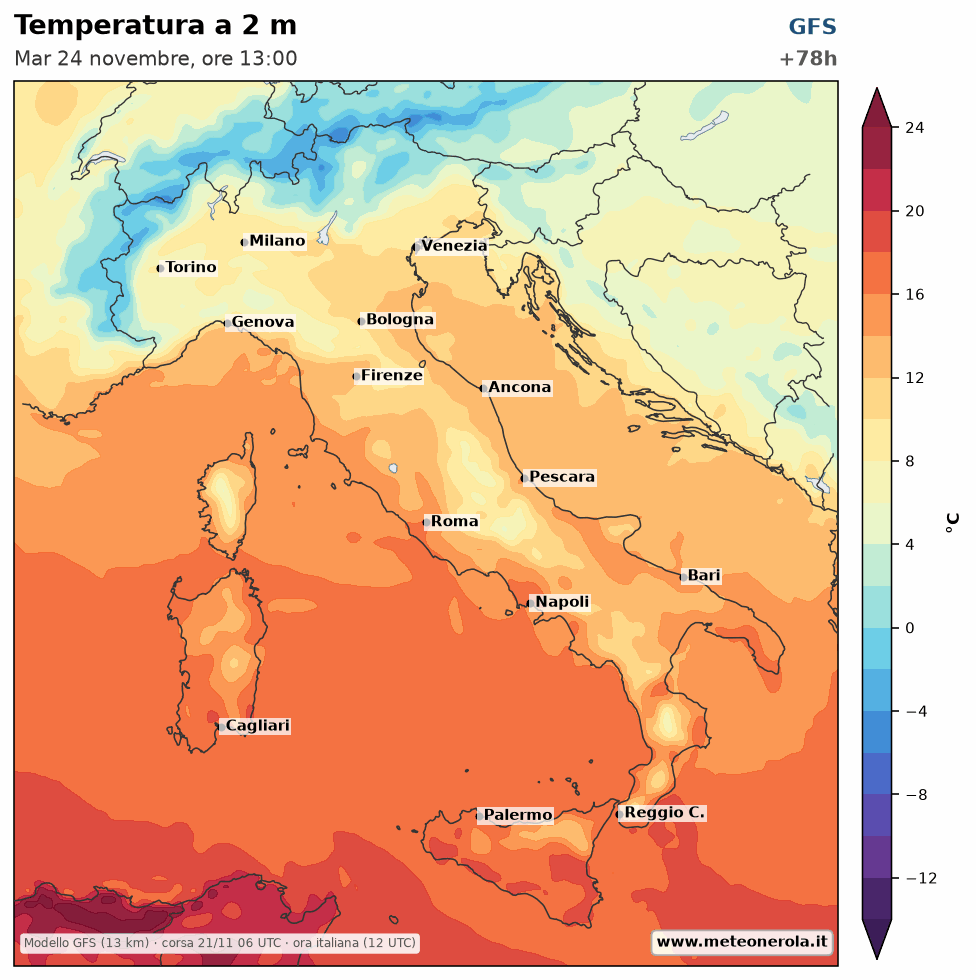 Temperatura a 2 m
GFS
Mar 24 novembre, ore 13:00
+78h
Milano
Venezia
Torino
Genova
Bologna
Firenze
Ancona
Pescara
Roma
Bari
Napoli
Cagliari
Palermo
Reggio C.
24
20
16
12
8
4
0
−4
−8
−12
°C
Modello GFS (13 km) · corsa 21/11 06 UTC · ora italiana (12 UTC)
www.meteonerola.it